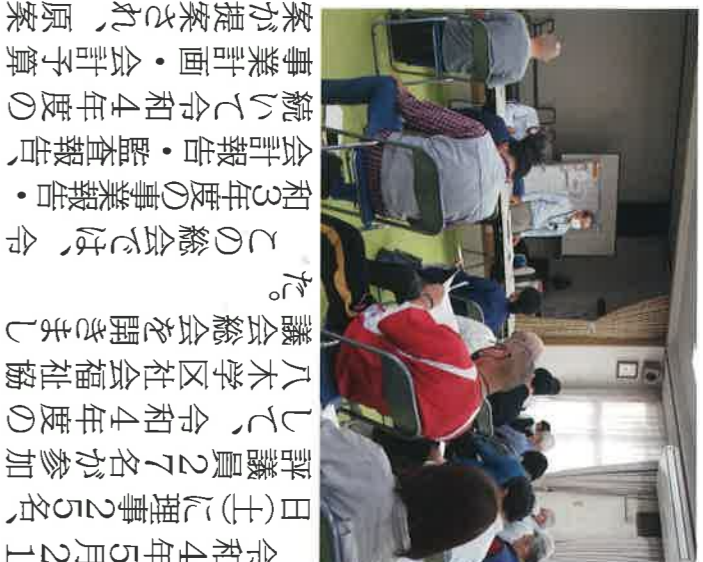 令和4年5月21
日(土)に理事25名、
評議員27名が参加
して、令和4年度の
八木学区社会福祉協
議会総会を開きまし
た。
この総会では、令
和3年度の事業報告・
会計報告・監査報告、
続いて令和4年度の
事業計画・会計予算
案が提案され、原案